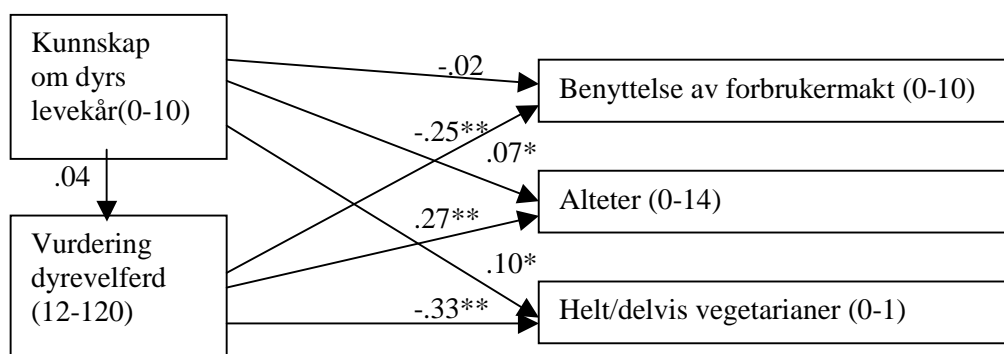 Kunnskap
om dyrs
levekår(0-10)
-.02
Benyttelse av forbrukermakt (0-10)
-.25**
.07*
.04
Alteter (0-14)
Vurdering
dyrevelferd
(12-120)
.27**
.10*
-.33**
Helt/delvis vegetarianer (0-1)